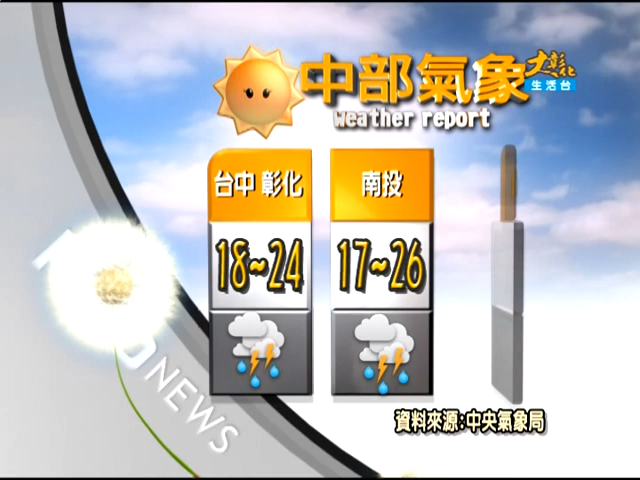 中部氣象
大彰化
生活台
weather report
台中 彰化
南投
18~24
17~26
NEWS
資料來源:中央氣象局